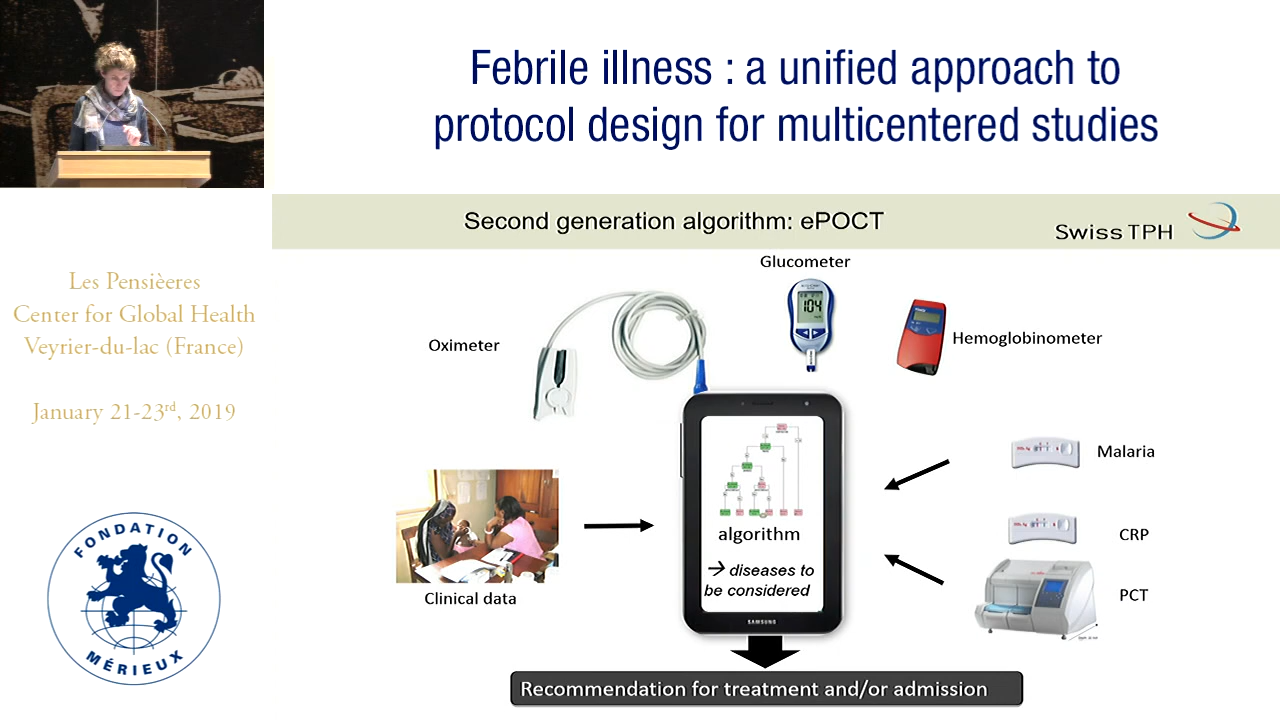 Febrile illness : a unified approach to
protocol design for multicentered studies
Les Pensièeres
Center for Global Health
Veyrier-du-lac (France)
January 21-23rd, 2019
FONDATION
MÉRIEUX
Second generation algorithm: ePOCT
Swiss TPH
Glucometer
104
Oximeter
Hemoglobinometer
Malaria
CRP
PCT
Clinical data
algorithm
→ diseases to
be considered
SAMSUNG
Recommendation for treatment and/or admission